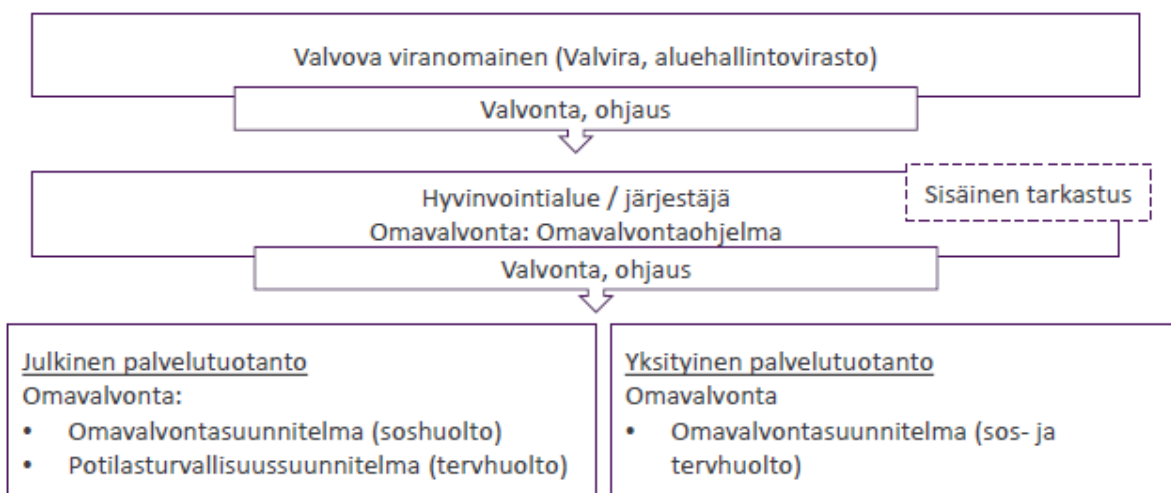 Valvova viranomainen (Valvira, aluehallintovirasto)
Valvonta, ohjaus
Sisäinen tarkastus
Hyvinvointialue / järjestäjä
Omavalvonta: Omavalvontaohjelma
Valvonta, ohjaus
Julkinen palvelutuotanto
Omavalvonta:
• Omavalvontasuunnitelma (soshuolto)
• Potilasturvallisuussuunnitelma (tervhuolto)
Yksityinen palvelutuotanto
Omavalvonta
• Omavalvontasuunnitelma (sos- ja
tervhuolto)